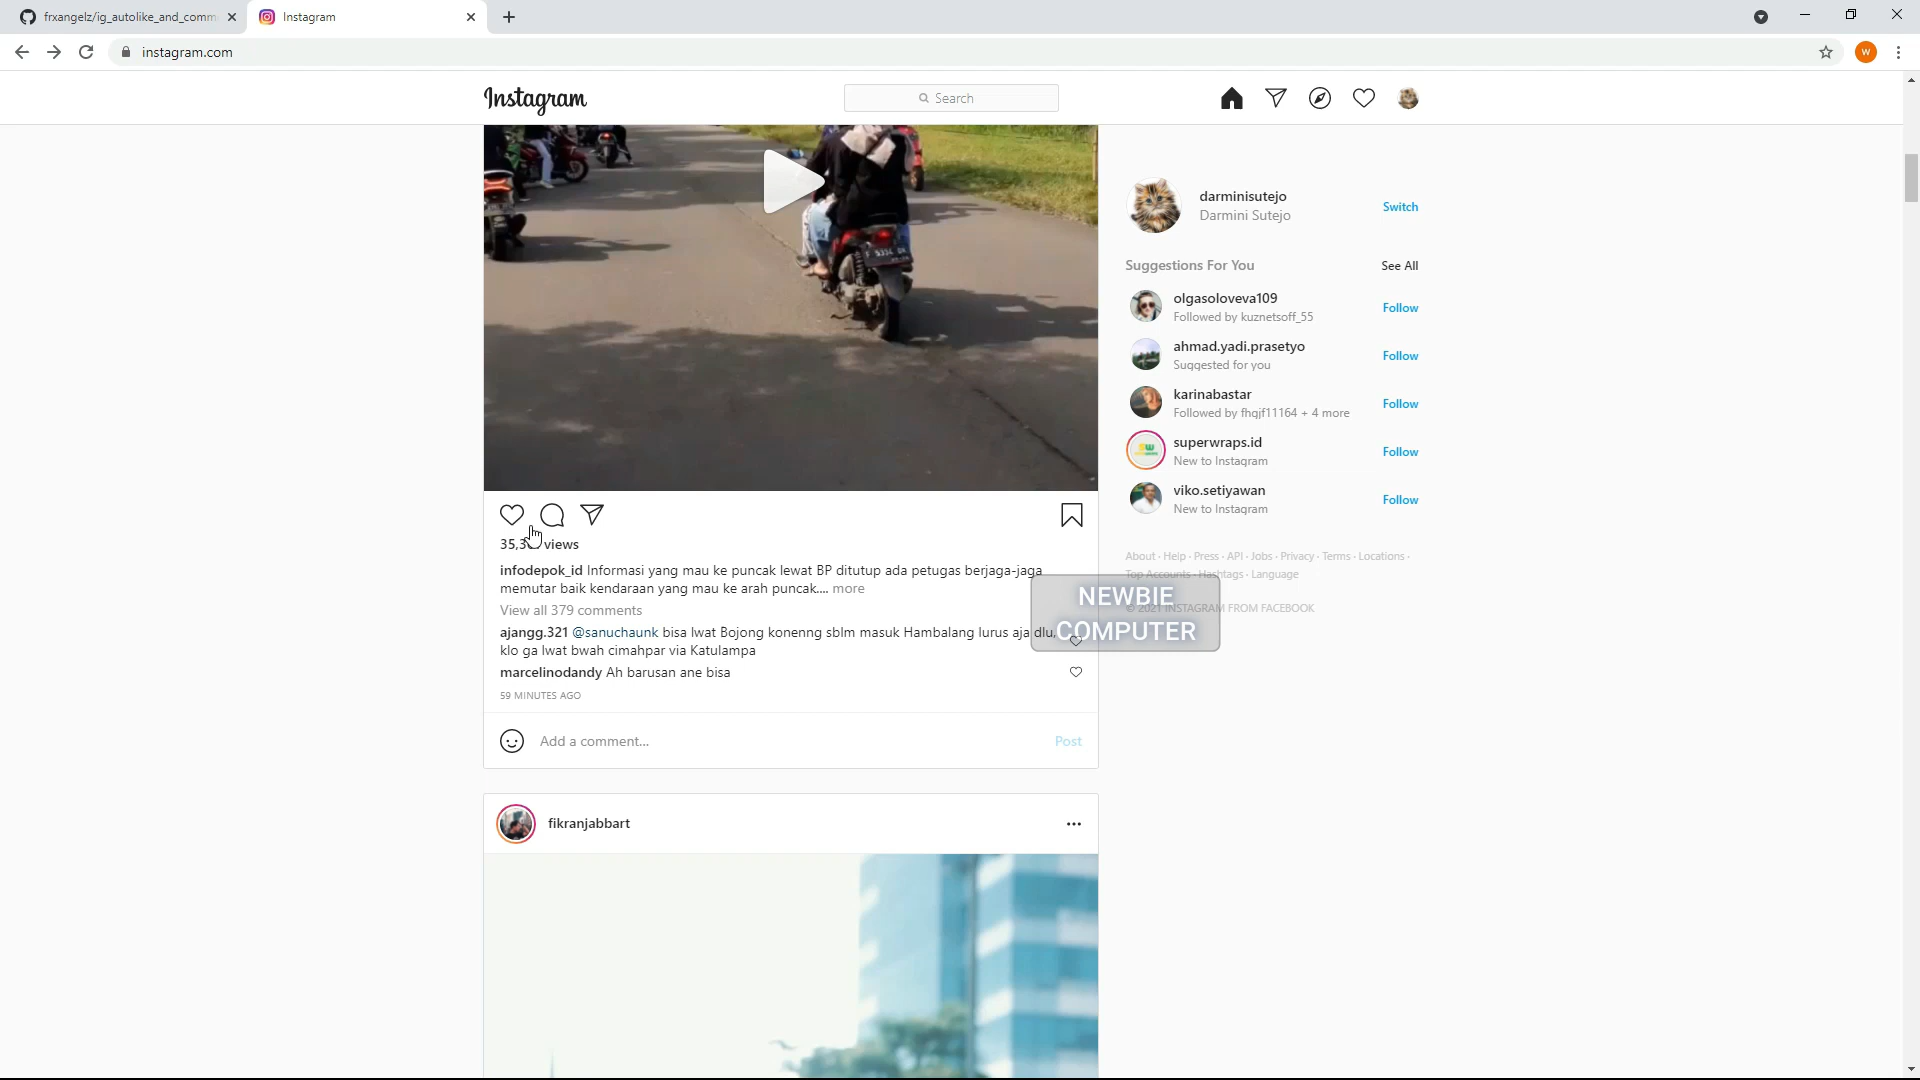 frxangelz/ig_autolike_and_comm
Instagram
instagram.com
W
Instagram
Search
darminisutejo
Darmini Sutejo
Switch
Suggestions For You
See All
olgasoloveva109
Followed by kuznetsoff_55
Follow
ahmad.yadi.prasetyo
Suggested for you
Follow
karinabastar
Followed by fhqjf11164 + 4 more
Follow
superwraps.id
New to Instagram
Follow
viko.setiyawan
New to Instagram
Follow
About · Help · Press · API · Jobs · Privacy · Terms · Locations ·
Top Accounts · Hashtags · Language
© 2021 INSTAGRAM FROM FACEBOOK
NEWBIE
COMPUTER
views
infodepok_id Informasi yang mau ke puncak lewat BP ditutup ada petugas berjaga-jaga
memutar baik kendaraan yang mau ke arah puncak.... more
View all 379 comments
ajangg.321 @sanuchaunk bisa lwat Bojong konenng sblm masuk Hambalang lurus aja dlu,
klo ga lwat bwah cimahpar via Katulampa
marcelinodandy Ah barusan ane bisa
59 MINUTES AGO
Add a comment...
Post
fikranjabbart